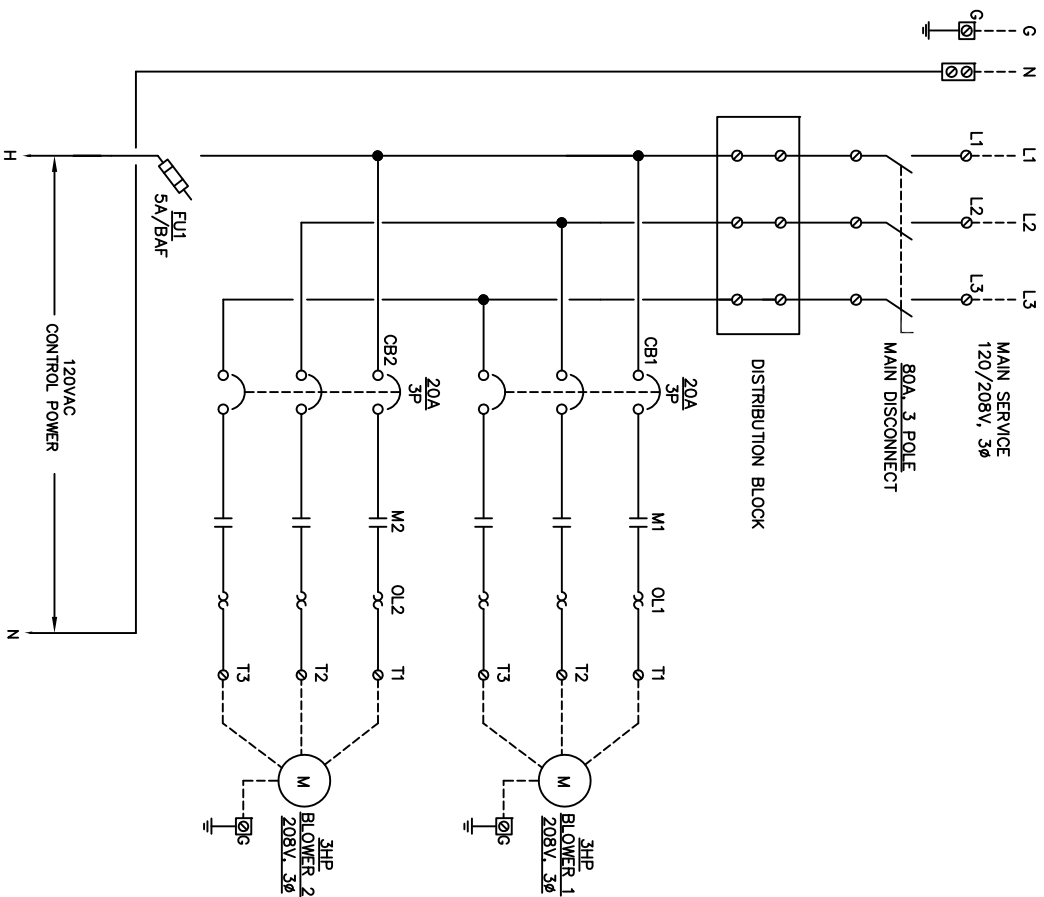 G
N
L1
L2
L3
G
L1
L2
L3
MAIN SERVICE
120/208V, 3ø
80A, 3 POLE
MAIN DISCONNECT
DISTRIBUTION BLOCK
CB1
20A
3P
M1
OL1
T1
T2
T3
M
3HP
BLOWER 1
208V, 3ø
G
CB2
20A
3P
M2
OL2
T1
T2
T3
M
3HP
BLOWER 2
208V, 3ø
G
FU1
5A/BAF
H
120VAC
CONTROL POWER
N